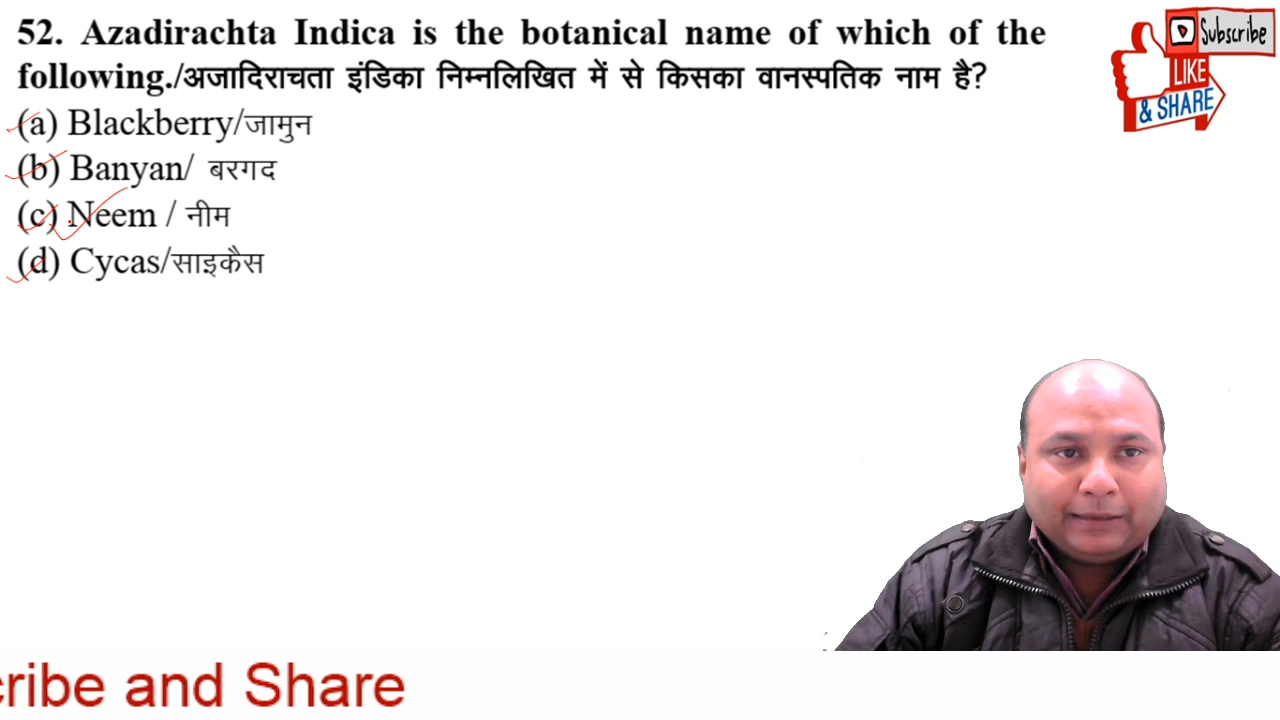 52. Azadirachta Indica is the botanical name of which of the
following./अजादिराचता इंडिका निम्नलिखित में से किसका वानस्पतिक नाम है?
(a) Blackberry/जामुन
(b) Banyan/ बरगद
(c) Neem / नीम
(d) Cycas/साइकैस
Subscribe
LIKE
& SHARE
cribe and Share